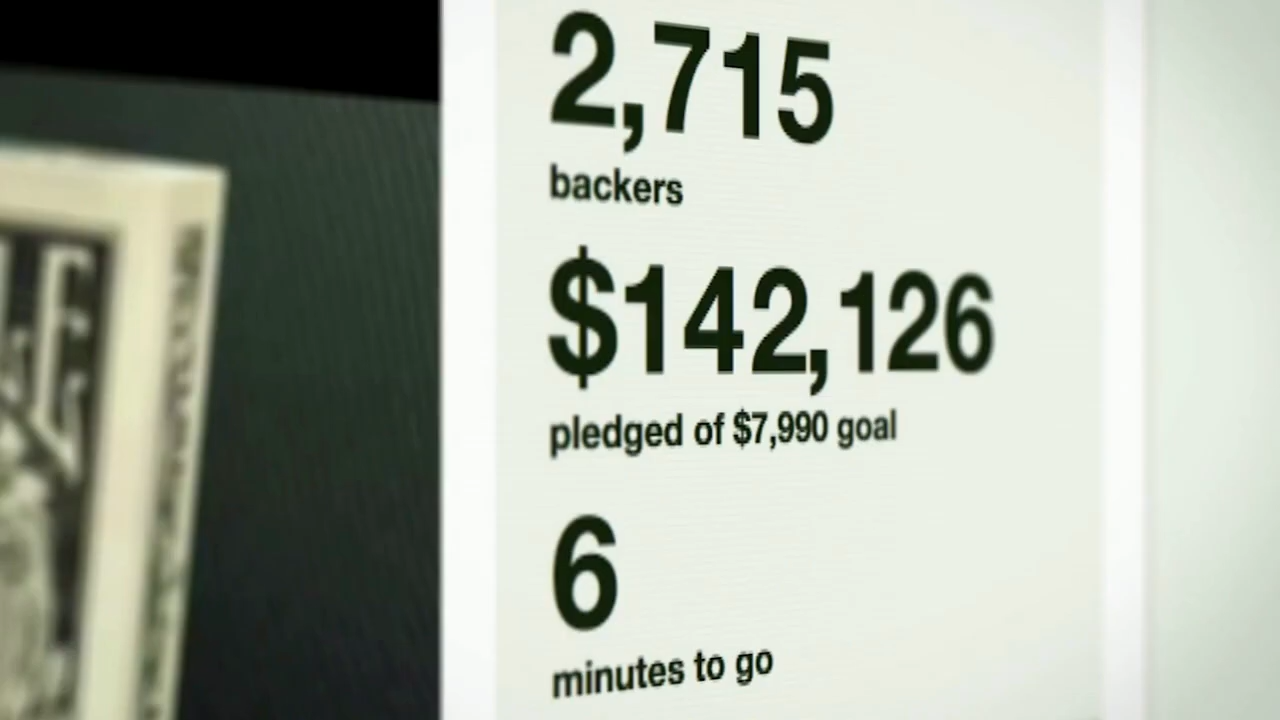 2,715
backers
$142,126
pledged of $7,990 goal
6
minutes to go